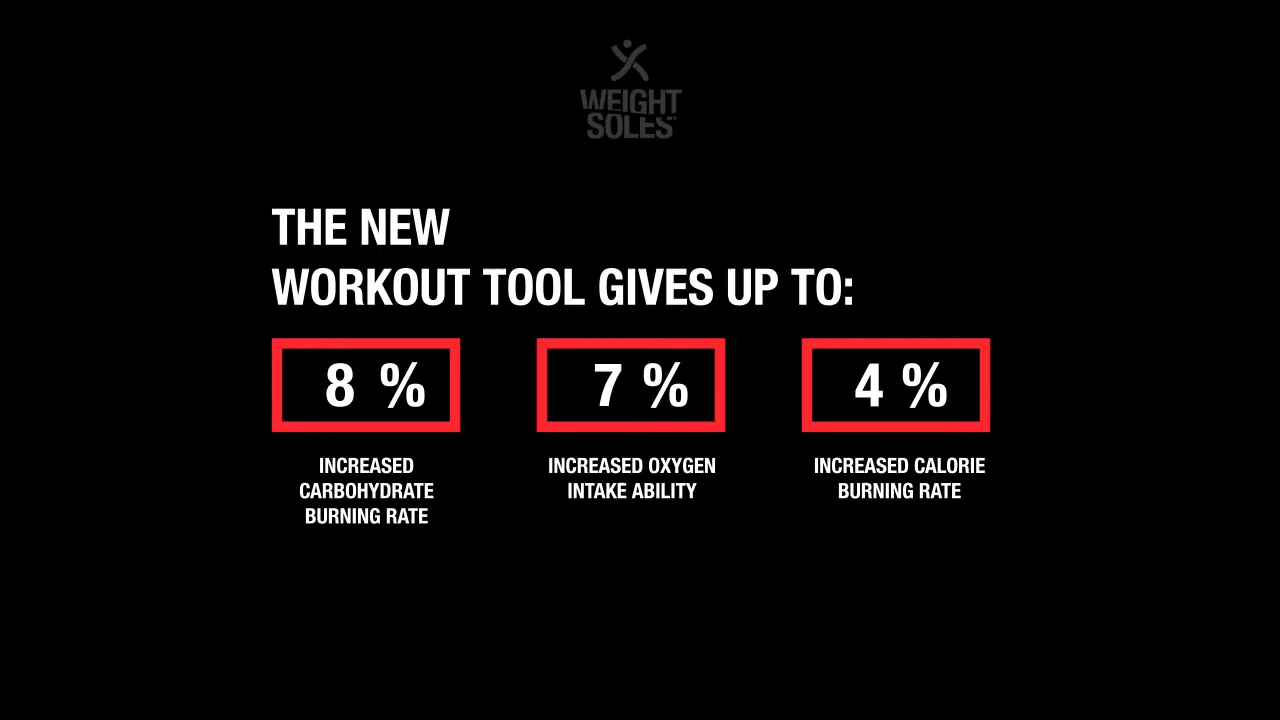 WEIGHT
SOLES
THE NEW
WORKOUT TOOL GIVES UP TO:
8 % 7 % 4 %
INCREASED
CARBOHYDRATE
BURNING RATE
INCREASED OXYGEN
INTAKE ABILITY
INCREASED CALORIE
BURNING RATE